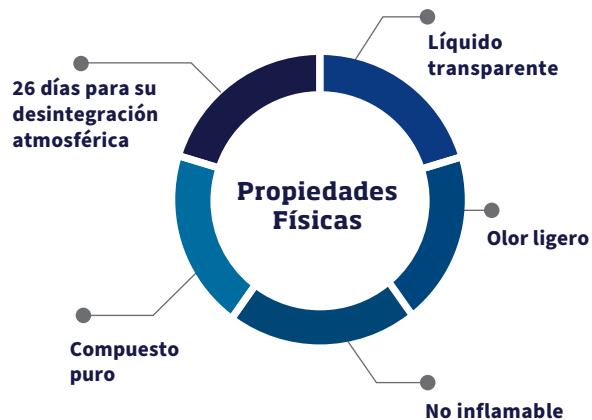 Propiedades
Físicas
Líquido
transparente
Olor ligero
No inflamable
Compuesto
puro
26 días para su
desintegración
atmosférica